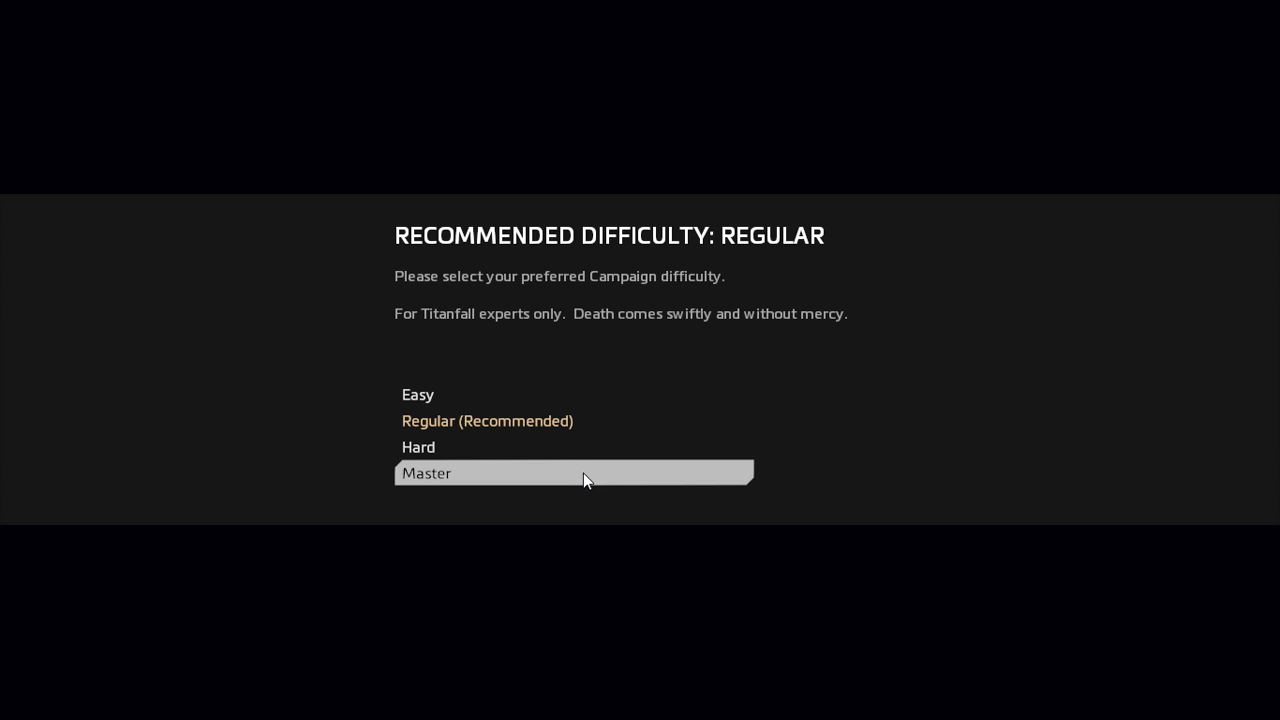 RECOMMENDED DIFFICULTY: REGULAR
Please select your preferred Campaign difficulty.
For Titanfall experts only.  Death comes swiftly and without mercy.
Easy
Regular (Recommended)
Hard
Master